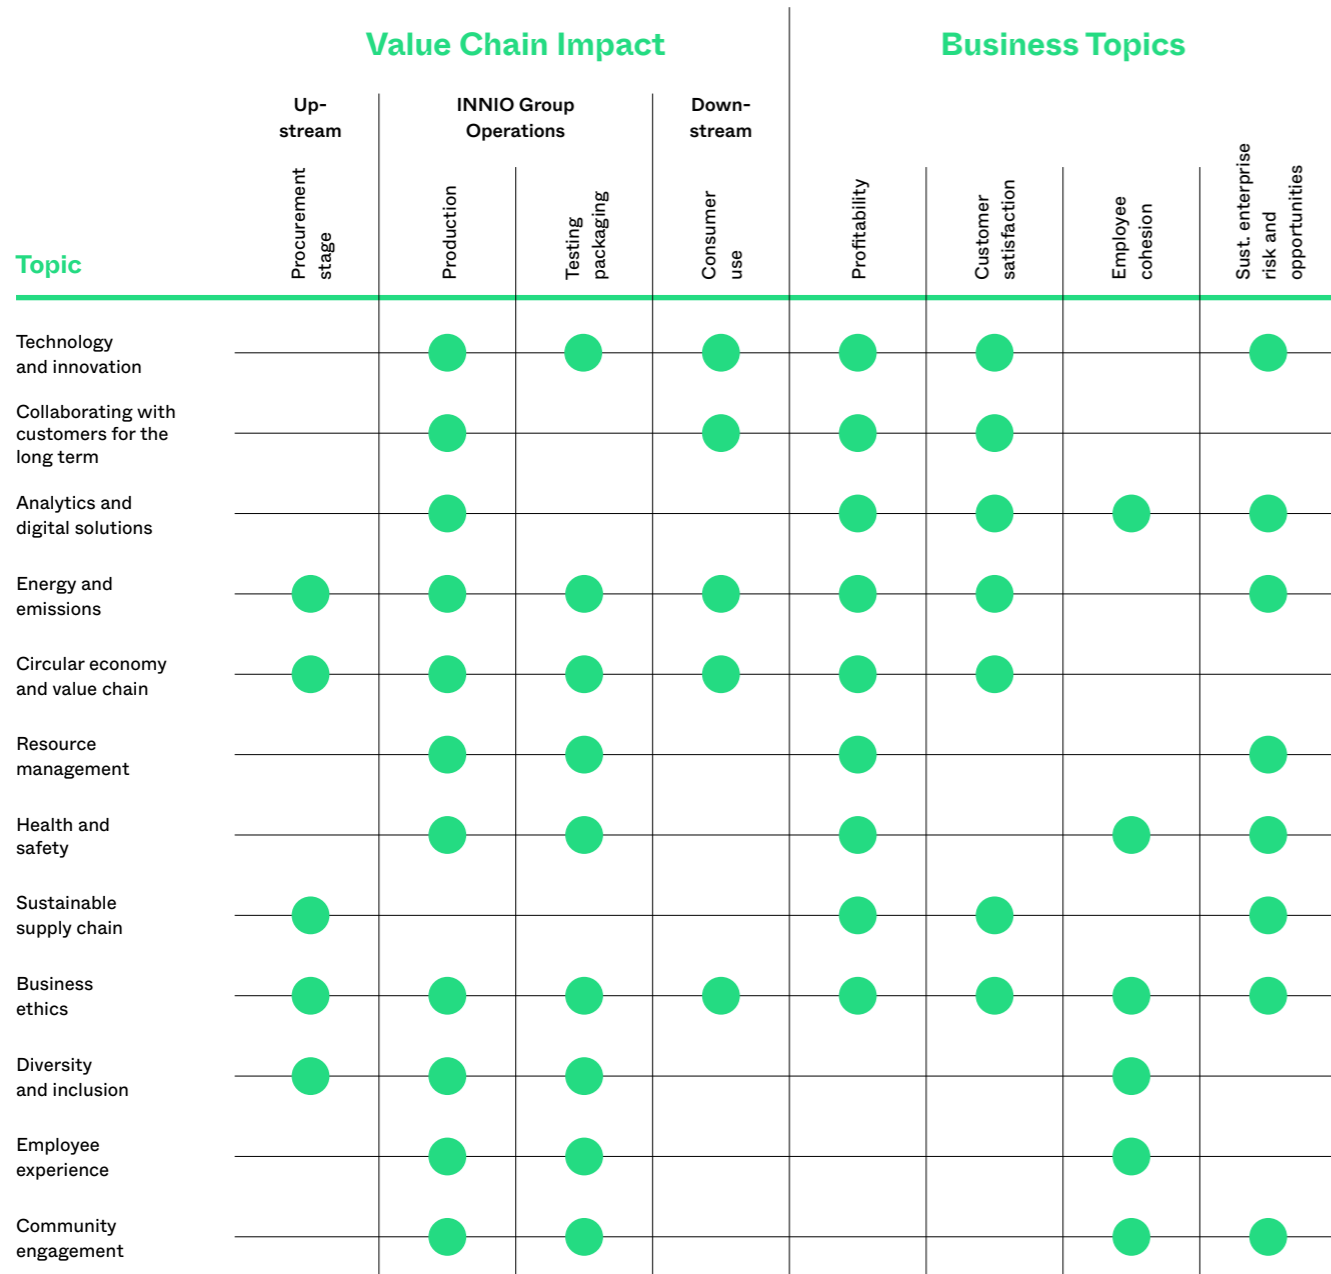 Value Chain Impact
Business Topics
Up-
stream
INNIO Group
Operations
Down-
stream
Topic
Procurement
stage
Production
Testing
packaging
Consumer
use
Profitability
Customer
satisfaction
Employee
cohesion
Sust. enterprise
risk and
opportunities
Technology
and innovation
Collaborating with
customers for the
long term
Analytics and
digital solutions
Energy and
emissions
Circular economy
and value chain
Resource
management
Health and
safety
Sustainable
supply chain
Business
ethics
Diversity
and inclusion
Employee
experience
Community
engagement